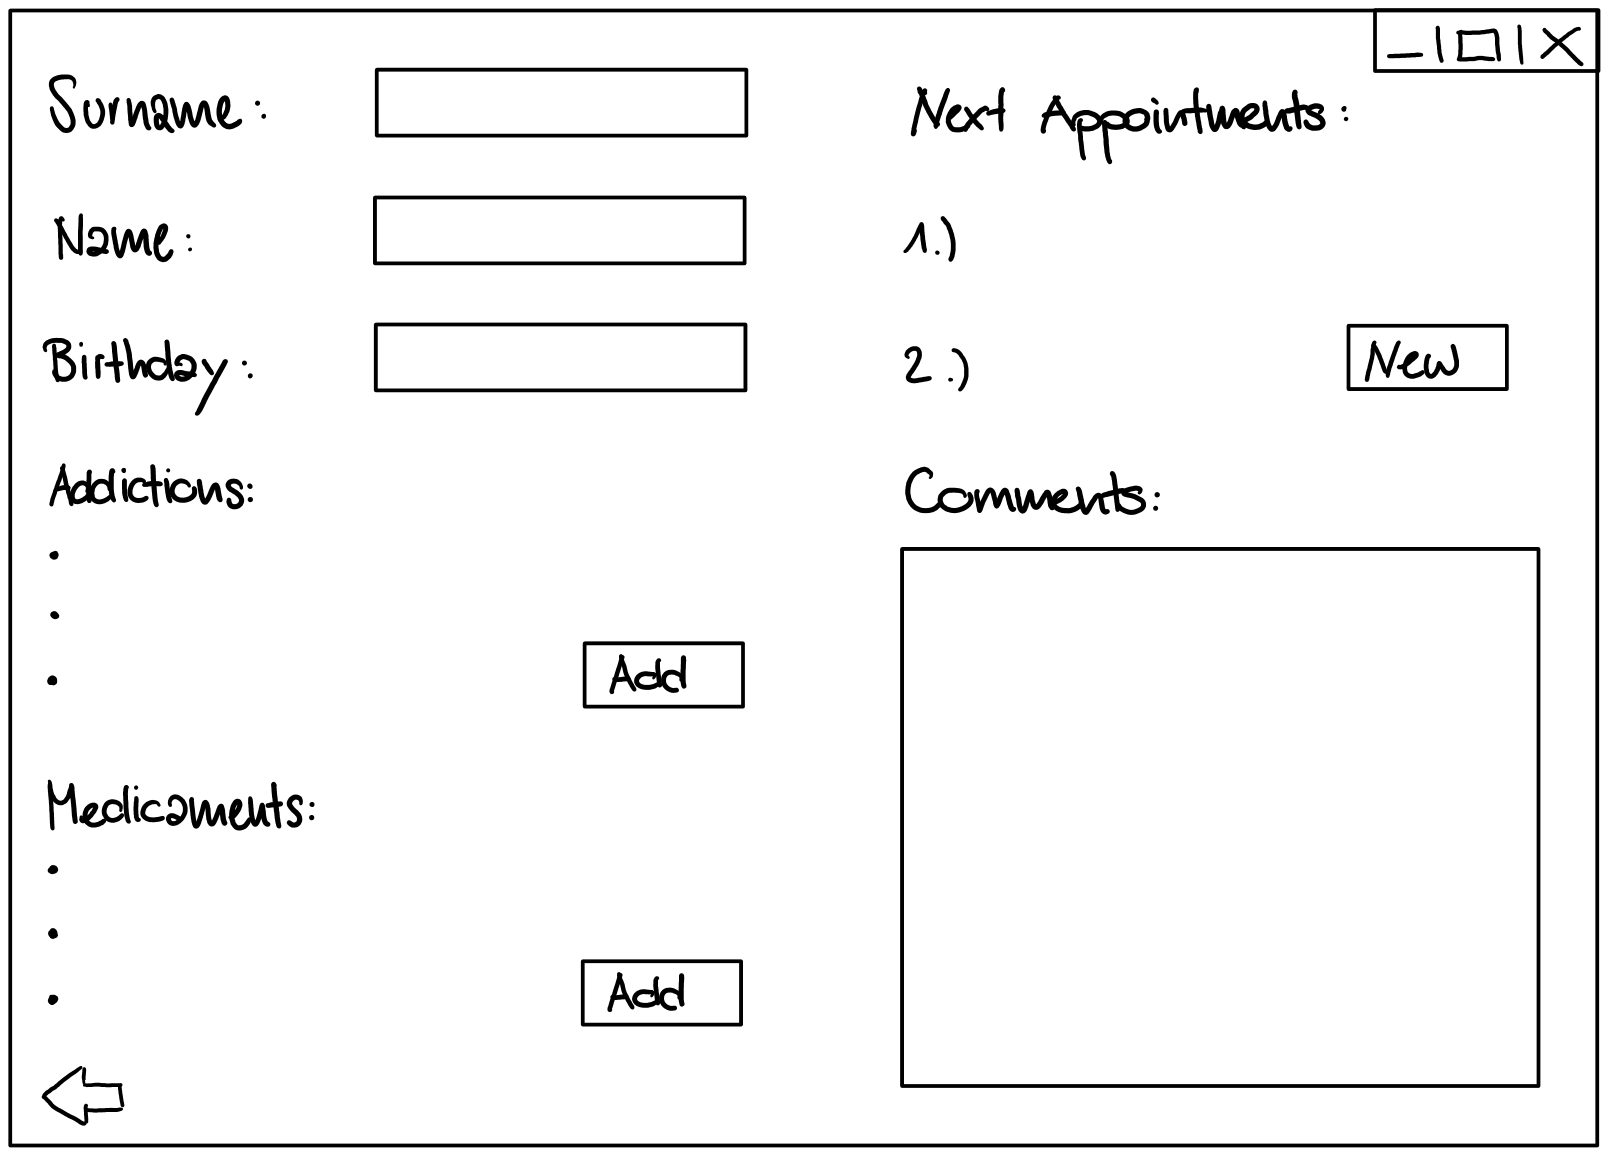 Surname:
Name:
Birthday:
Addictions:
•
•
•
Add
Medicaments:
•
•
•
Add
Next Appointments:
1.)
2.)
New
Comments: